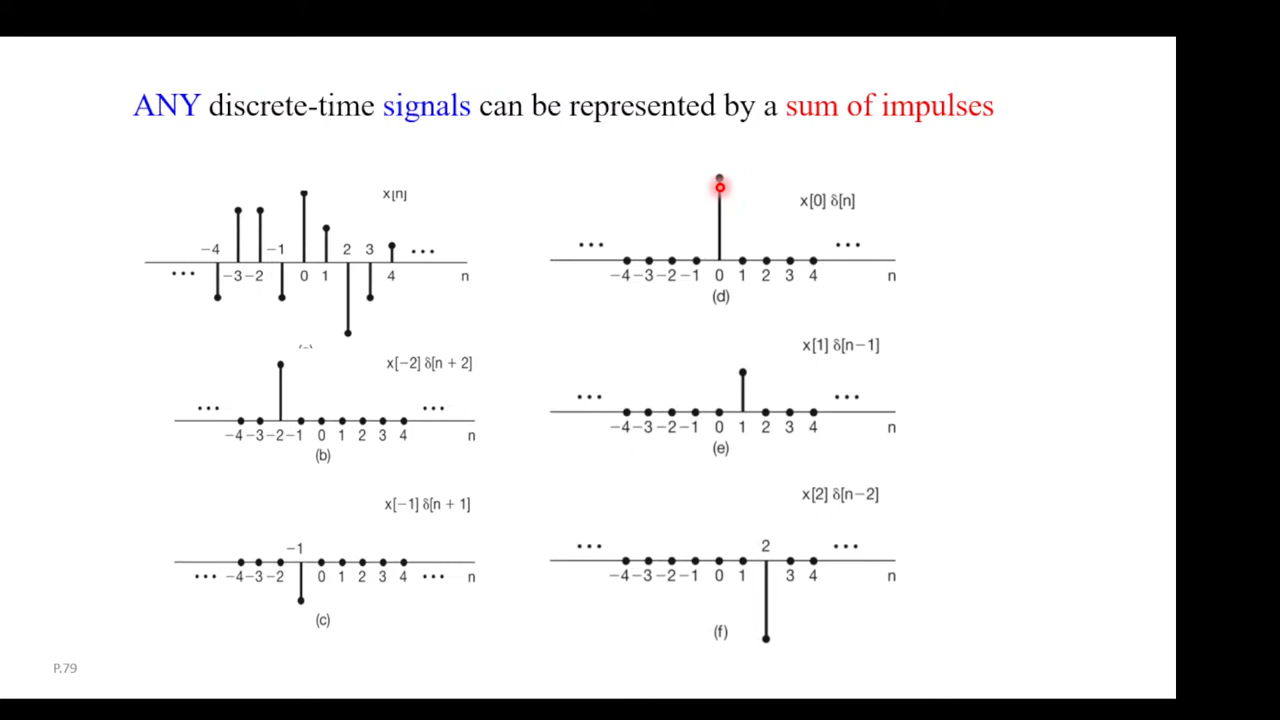 ANY discrete-time signals can be represented by a sum of impulses
x[n]
−4 −1 2 3 ...
... −3 −2 0 1 4 n
x[−2] δ[n + 2]
... ...
−4 −3 −2 −1 0 1 2 3 4 n
(b)
x[−1] δ[n + 1]
−1
... −4 −3 −2 0 1 2 3 4 ... n
(c)
x[0] δ[n]
... ...
−4 −3 −2 −1 0 1 2 3 4 n
(d)
x[1] δ[n−1]
... ...
−4 −3 −2 −1 0 1 2 3 4 n
(e)
x[2] δ[n−2]
... 2 ...
−4 −3 −2 −1 0 1 3 4 n
(f)
P.79